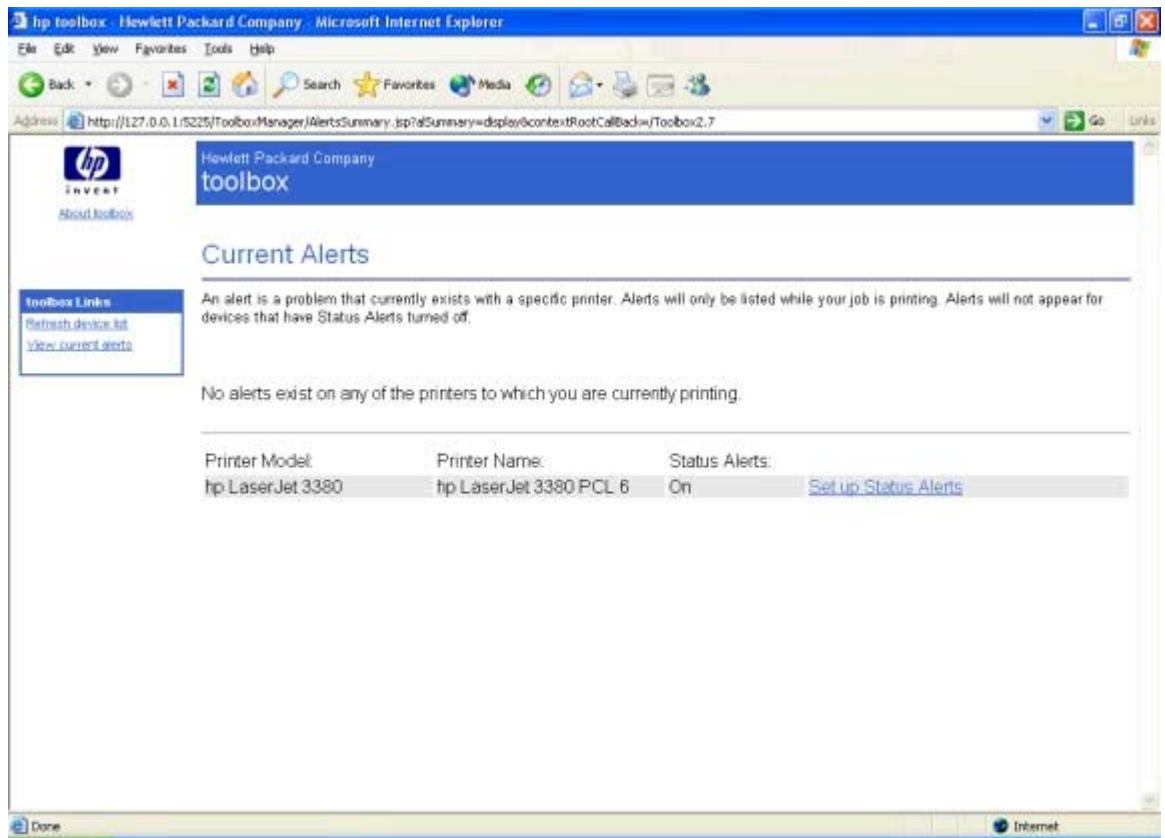 hp toolbox - Hewlett Packard Company - Microsoft Internet Explorer
File Edit View Favorites Tools Help
Back Search Favorites Media
Address http://127.0.0.1:5225/ToolboxManager/AlertsSummary.jsp?alSummary=display&contextRootCallBack=/Toolbox2.7 Go Links
hp
invent
About toolbox
Hewlett Packard Company
toolbox
Current Alerts
toolbox Links
Refresh device list
View current alerts
An alert is a problem that currently exists with a specific printer. Alerts will only be listed while your job is printing. Alerts will not appear for
devices that have Status Alerts turned off.
No alerts exist on any of the printers to which you are currently printing.
Printer Model: Printer Name: Status Alerts:
hp LaserJet 3380 hp LaserJet 3380 PCL 6 On Set up Status Alerts
Done Internet